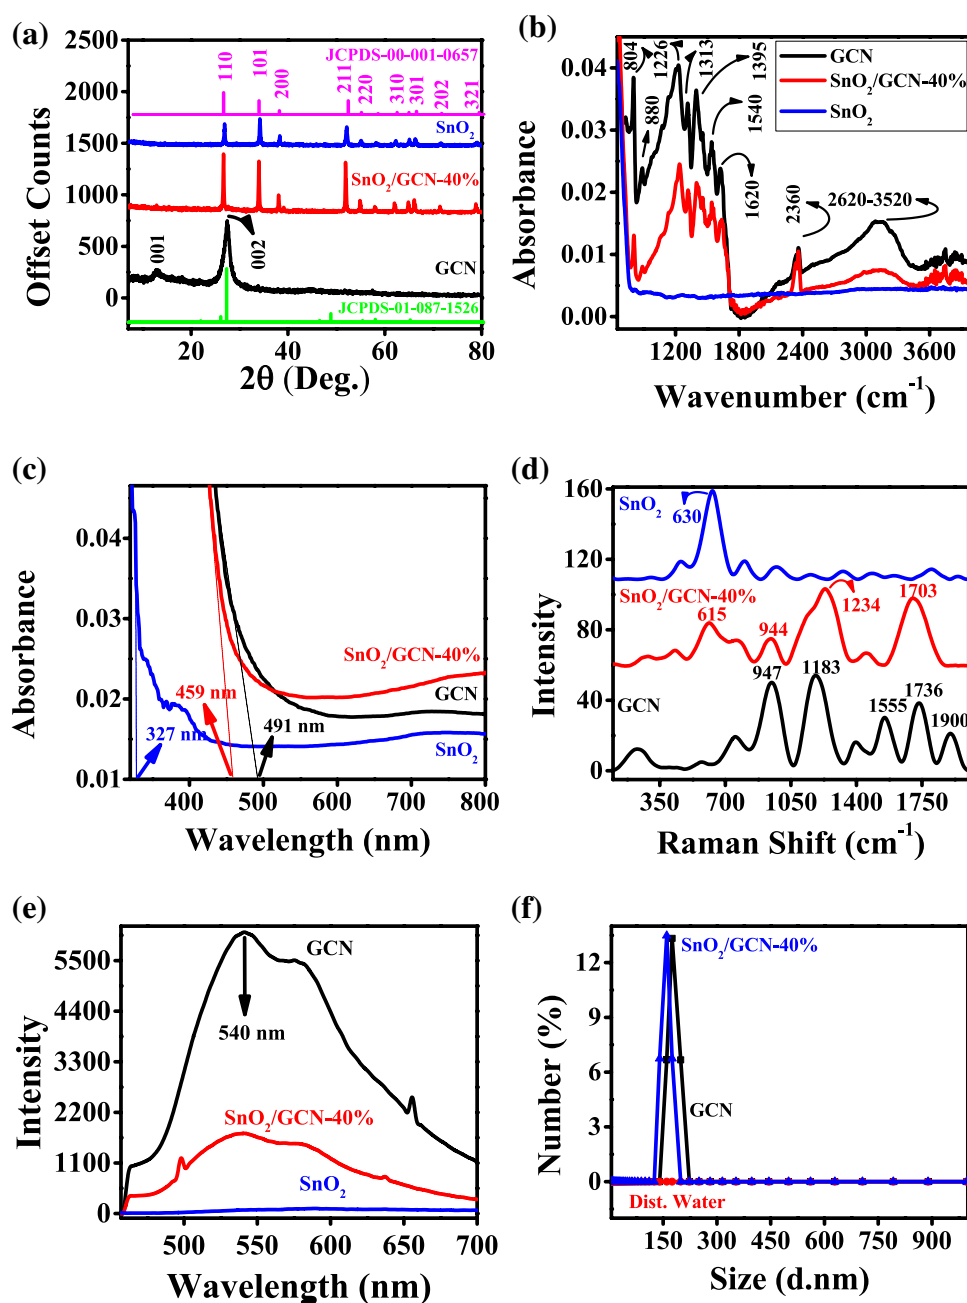 (a)
2500
2000
1500
1000
500
0
Offset Counts
JCPDS-00-001-0657
110
101
200
211
220
310
301
202
321
SnO₂
SnO₂/GCN-40%
001
002
GCN
JCPDS-01-087-1526
20 40 60 80
2θ (Deg.)
(b)
0.04
0.03
0.02
0.01
0.00
Absorbance
804
1226
1313
1395
880
1540
1620
2360
2620-3520
GCN
SnO₂/GCN-40%
SnO₂
1200 1800 2400 3000 3600
Wavenumber (cm⁻¹)
(c)
0.04
0.03
0.02
0.01
Absorbance
SnO₂/GCN-40%
459 nm
GCN
491 nm
327 nm
SnO₂
400 500 600 700 800
Wavelength (nm)
(d)
160
120
80
40
0
Intensity
SnO₂
630
SnO₂/GCN-40%
615
944
1234
1703
947
1183
1555
1736
1900
GCN
350 700 1050 1400 1750
Raman Shift (cm⁻¹)
(e)
5500
4400
3300
2200
1100
0
Intensity
GCN
540 nm
SnO₂/GCN-40%
SnO₂
500 550 600 650 700
Wavelength (nm)
(f)
12
9
6
3
0
Number (%)
SnO₂/GCN-40%
GCN
Dist. Water
150 300 450 600 750 900
Size (d.nm)